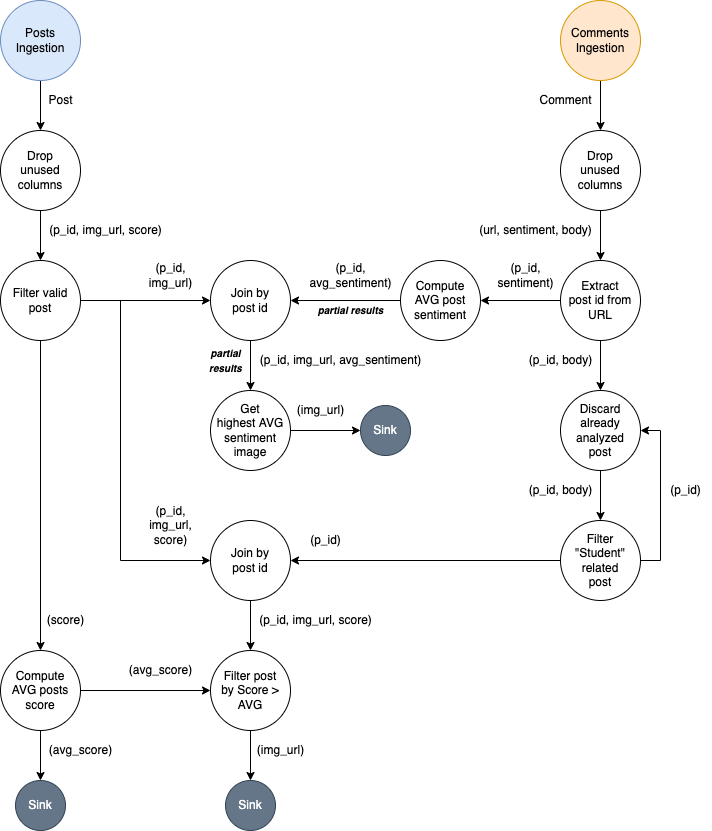 Posts
Ingestion
Comments
Ingestion
Post
Comment
Drop
unused
columns
Drop
unused
columns
(p_id, img_url, score)
(url, sentiment, body)
Filter valid
post
(p_id,
img_url)
Join by
post id
(p_id,
avg_sentiment)
partial results
Compute
AVG post
sentiment
(p_id,
sentiment)
Extract
post id from
URL
partial
results
(p_id, img_url, avg_sentiment)
(p_id, body)
Get
highest AVG
sentiment
image
(img_url)
Sink
Discard
already
analyzed
post
(p_id, body)
(p_id)
(p_id,
img_url,
score)
Join by
post id
(p_id)
Filter
"Student"
related
post
(score)
(p_id, img_url, score)
Compute
AVG posts
score
(avg_score)
Filter post
by Score >
AVG
(avg_score)
(img_url)
Sink
Sink